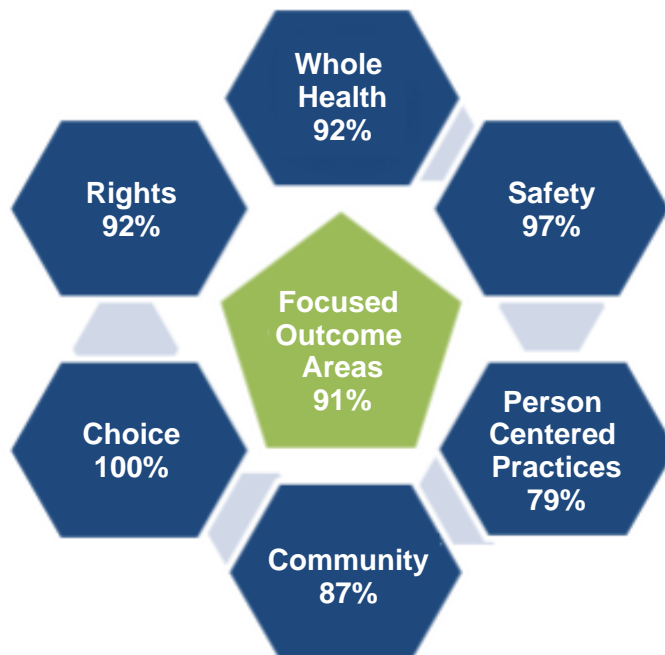 Whole
Health
92%
Rights
92%
Safety
97%
Focused
Outcome
Areas
91%
Choice
100%
Person
Centered
Practices
79%
Community
87%